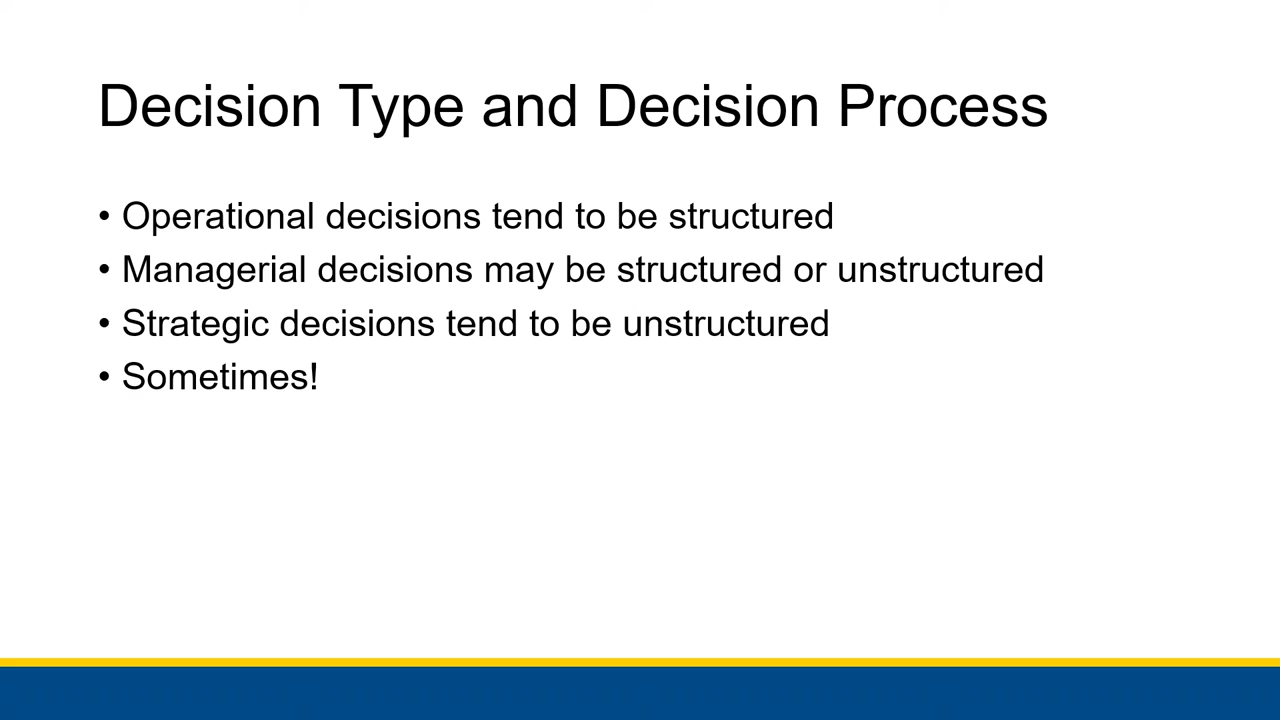 Decision Type and Decision Process
• Operational decisions tend to be structured
• Managerial decisions may be structured or unstructured
• Strategic decisions tend to be unstructured
• Sometimes!